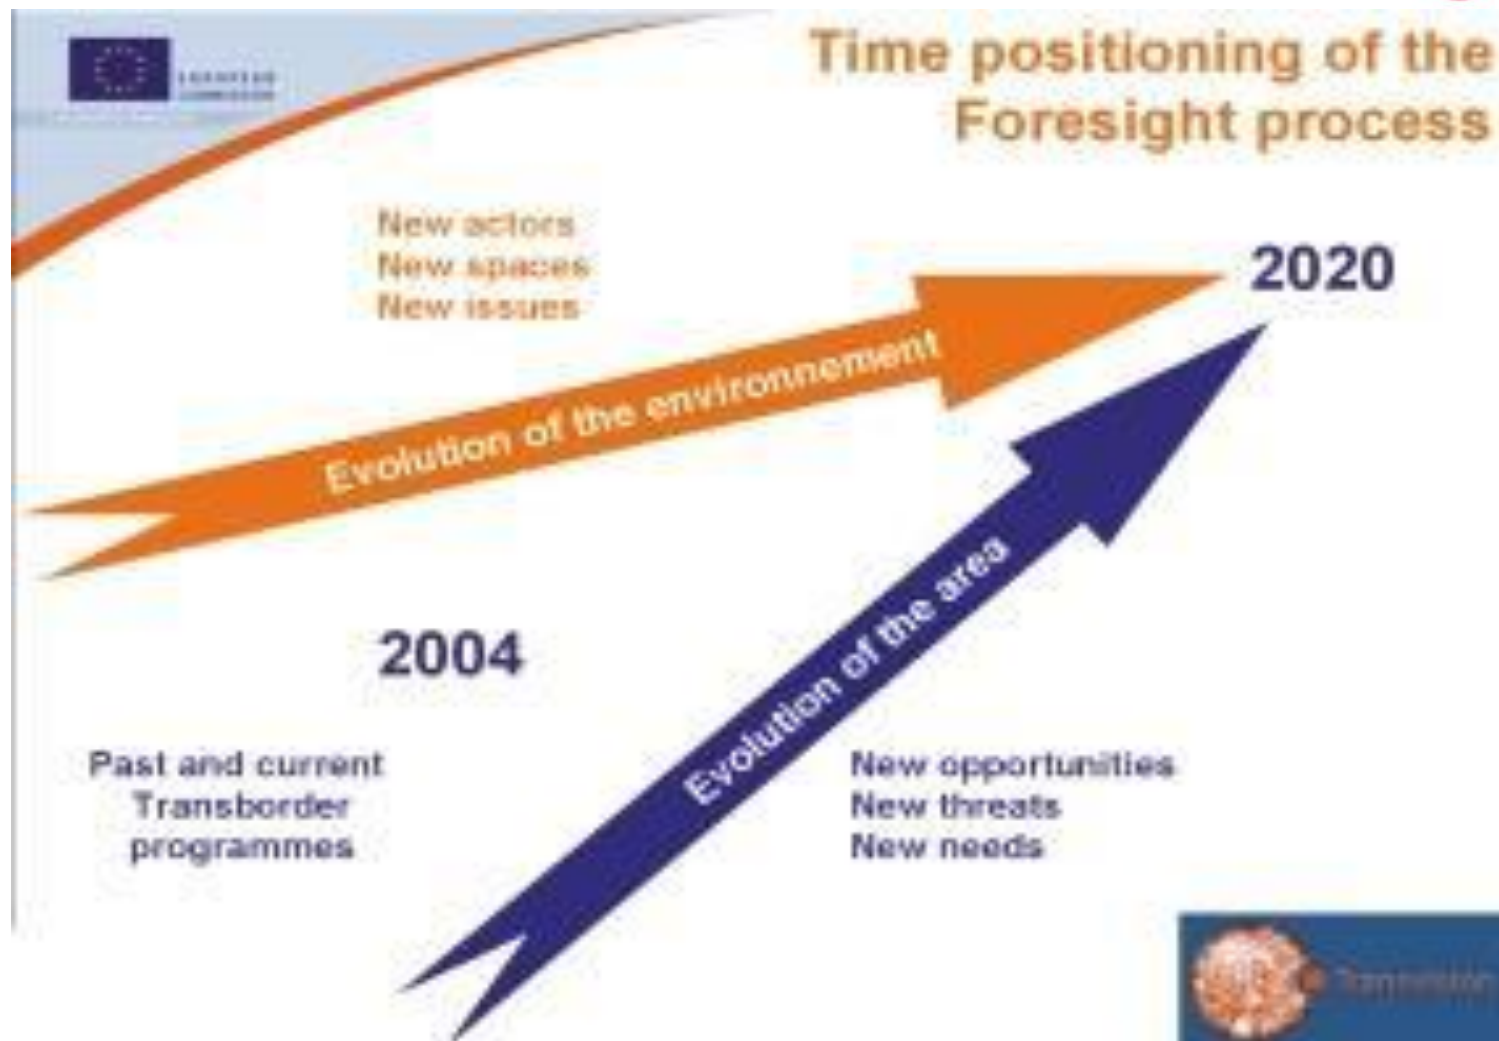 Time positioning of the
Foresight process
New actors
New spaces
New issues
2020
Evolution of the environnement
2004
Evolution of the area
Past and current
Transborder
programmes
New opportunities
New threats
New needs